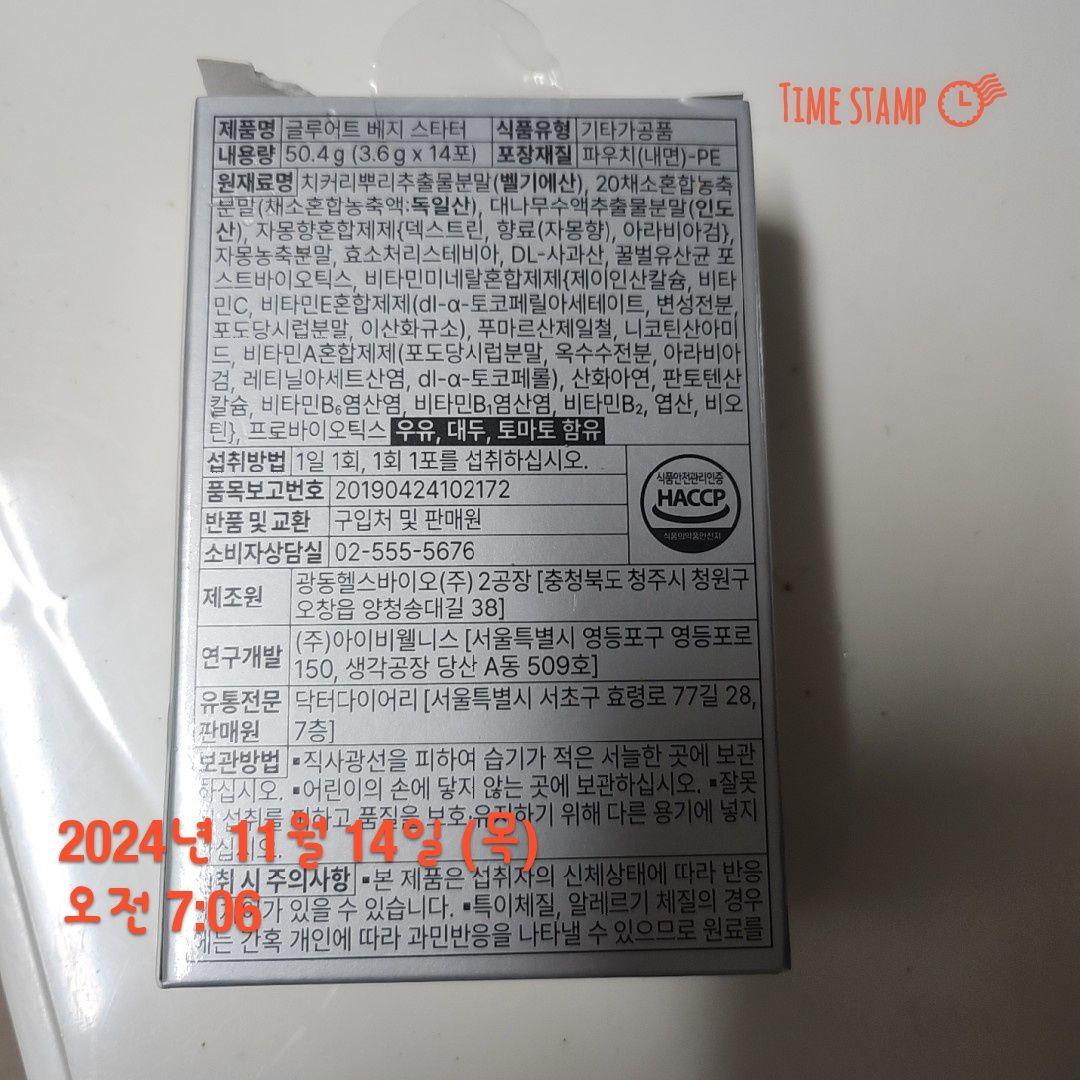 TIME STAMP
제품명 글루어트 베지 스타터 식품유형 기타가공품
내용량 50.4g (3.6g x 14포) 포장재질 파우치(내면)-PE
원재료명 치커리뿌리추출물분말(벨기에산), 20채소혼합농축
분말(채소혼합농축액:독일산), 대나무수액추출물분말(인도
산), 자몽향혼합제제{덱스트린, 향료(자몽향), 아라비아검},
자몽농축분말, 효소처리스테비아, DL-사과산, 꿀벌유산균 포
스트바이오틱스, 비타민미네랄혼합제제{제이인산칼슘, 비타
민C, 비타민E혼합제제(dl-α-토코페릴아세테이트, 변성전분,
포도당시럽분말, 이산화규소), 푸마르산제일철, 니코틴산아미
드, 비타민A혼합제제(포도당시럽분말, 옥수수전분, 아라비아
검, 레티닐아세트산염, dl-α-토코페롤), 산화아연, 판토텐산
칼슘, 비타민B₆염산염, 비타민B₁염산염, 비타민B₂, 엽산, 비오
틴}, 프로바이오틱스 우유, 대두, 토마토 함유
섭취방법 1일 1회, 1회 1포를 섭취하십시오.
품목보고번호 20190424102172
반품 및 교환 구입처 및 판매원
소비자상담실 02-555-5676
식품안전관리인증
HACCP
식품의약품안전처
제조원 광동헬스바이오(주) 2공장 [충청북도 청주시 청원구
오창읍 양청송대길 38]
연구개발 (주)아이비웰니스 [서울특별시 영등포구 영등포로
150, 생각공장 당산 A동 509호]
유통전문 판매원 닥터다이어리 [서울특별시 서초구 효령로 77길 28,
7층]
보관방법 ▪직사광선을 피하여 습기가 적은 서늘한 곳에 보관
하십시오. ▪어린이의 손에 닿지 않는 곳에 보관하십시오. ▪잘못
섭취를 피하고 품질을 보호·유지하기 위해 다른 용기에 넣지
2024년 11월 14일 (목)
오전 7:06
시 주의사항 ▪본 제품은 섭취자의 신체상태에 따라 반응
가 있을 수 있습니다. ▪특이체질, 알레르기 체질의 경우
간혹 개인에 따라 과민반응을 나타낼 수 있으므로 원료를